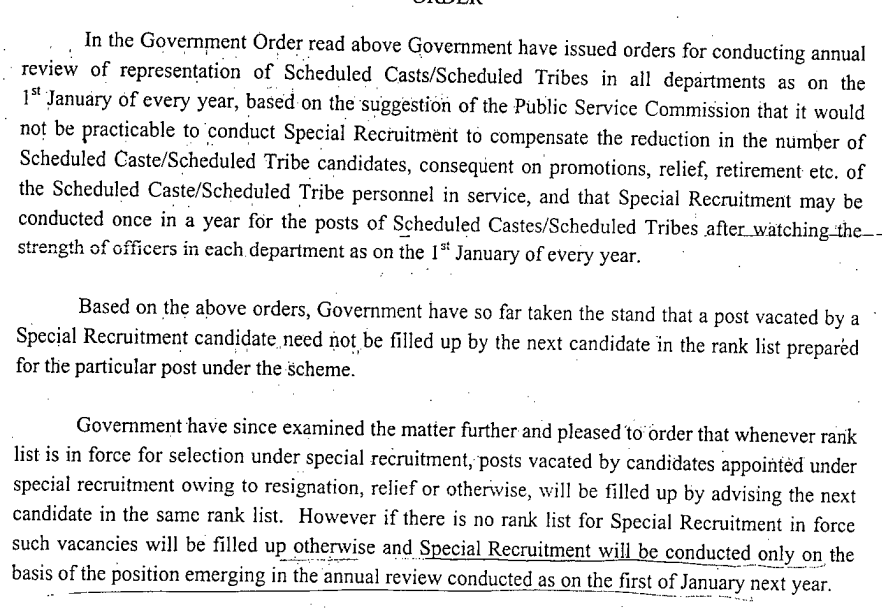 ORDER
In the Government Order read above Government have issued orders for conducting annual
review of representation of Scheduled Casts/Scheduled Tribes in all departments as on the
1st January of every year, based on the suggestion of the Public Service Commission that it would
not be practicable to conduct Special Recruitment to compensate the reduction in the number of
Scheduled Caste/Scheduled Tribe candidates, consequent on promotions, relief, retirement etc. of
the Scheduled Caste/Scheduled Tribe personnel in service, and that Special Recruitment may be
conducted once in a year for the posts of Scheduled Castes/Scheduled Tribes after watching the
strength of officers in each department as on the 1st January of every year.
Based on the above orders, Government have so far taken the stand that a post vacated by a
Special Recruitment candidate need not be filled up by the next candidate in the rank list prepared
for the particular post under the scheme.
Government have since examined the matter further and pleased to order that whenever rank
list is in force for selection under special recruitment, posts vacated by candidates appointed under
special recruitment owing to resignation, relief or otherwise, will be filled up by advising the next
candidate in the same rank list. However if there is no rank list for Special Recruitment in force
such vacancies will be filled up otherwise and Special Recruitment will be conducted only on the
basis of the position emerging in the annual review conducted as on the first of January next year.